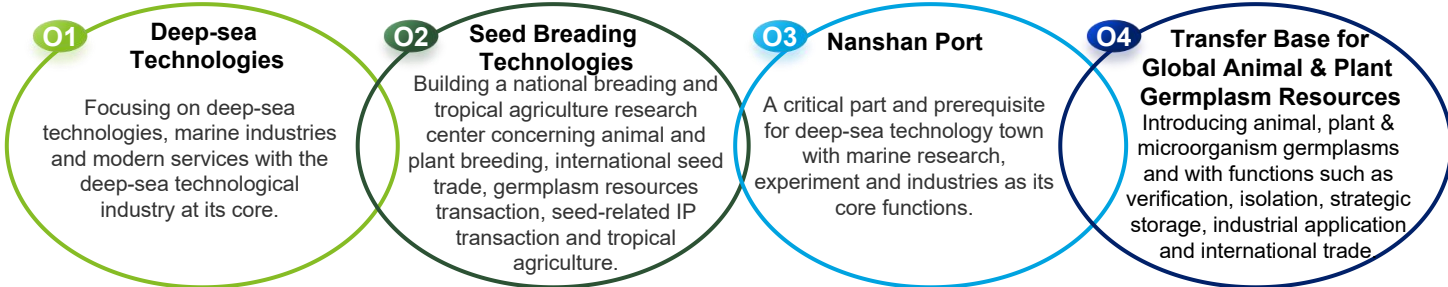 O1
Deep-sea
Technologies
Focusing on deep-sea
technologies, marine industries
and modern services with the
deep-sea technological
industry at its core.
O2
Seed Breading
Technologies
Building a national breading and
tropical agriculture research
center concerning animal and
plant breeding, international seed
trade, germplasm resources
transaction, seed-related IP
transaction and tropical
agriculture.
O3
Nanshan Port
A critical part and prerequisite
for deep-sea technology town
with marine research,
experiment and industries as its
core functions.
O4
Transfer Base for
Global Animal & Plant
Germplasm Resources
Introducing animal, plant &
microorganism germplasms
and with functions such as
verification, isolation, strategic
storage, industrial application
and international trade.